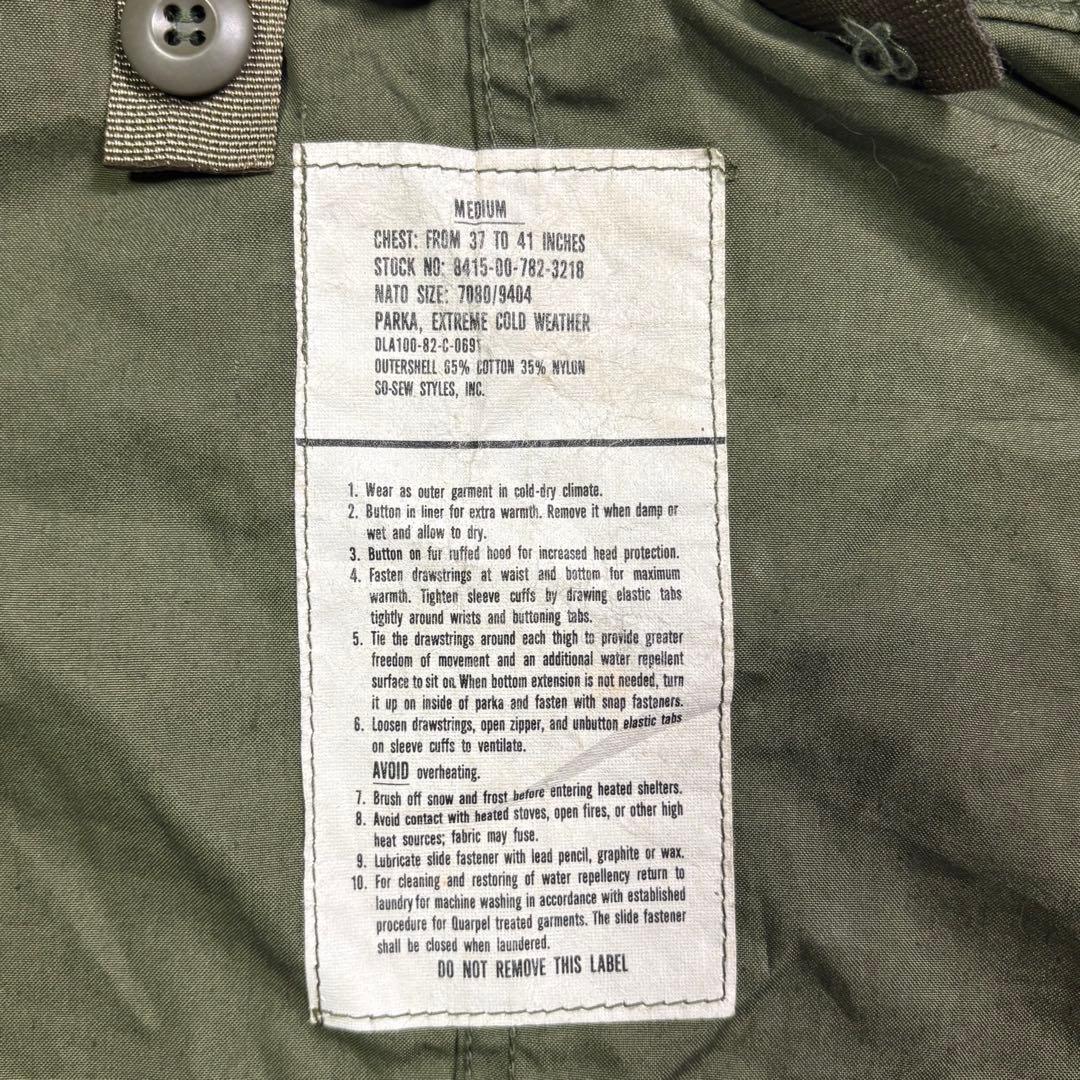 MEDIUM
CHEST: FROM 37 TO 41 INCHES
STOCK NO: 8415-00-782-3218
NATO SIZE: 7080/9404
PARKA, EXTREME COLD WEATHER
DLA100-82-C-0691
OUTERSHELL 65% COTTON 35% NYLON
SO-SEW STYLES, INC.
1. Wear as outer garment in cold-dry climate.
2. Button in liner for extra warmth. Remove it when damp or
wet and allow to dry.
3. Button on fur ruffed hood for increased head protection.
4. Fasten drawstrings at waist and bottom for maximum
warmth. Tighten sleeve cuffs by drawing elastic tabs
tightly around wrists and buttoning tabs.
5. Tie the drawstrings around each thigh to provide greater
freedom of movement and an additional water repellent
surface to sit on. When bottom extension is not needed, turn
it up on inside of parka and fasten with snap fasteners.
6. Loosen drawstrings, open zipper, and unbutton elastic tabs
on sleeve cuffs to ventilate.
AVOID overheating.
7. Brush off snow and frost before entering heated shelters.
8. Avoid contact with heated stoves, open fires, or other high
heat sources; fabric may fuse.
9. Lubricate slide fastener with lead pencil, graphite or wax.
10. For cleaning and restoring of water repellency return to
laundry for machine washing in accordance with established
procedure for Quarpel treated garments. The slide fastener
shall be closed when laundered.
DO NOT REMOVE THIS LABEL